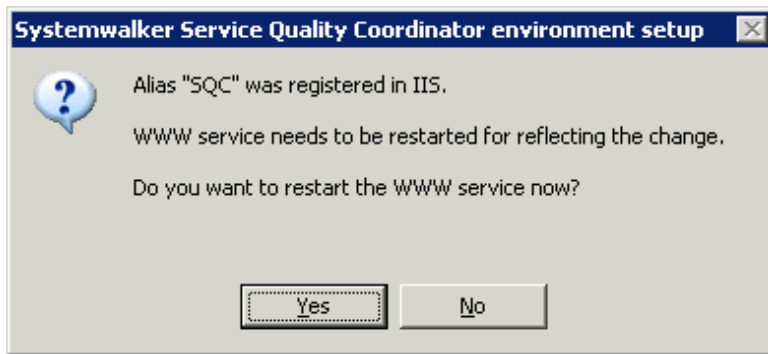 Systemwalker Service Quality Coordinator environment setup
Alias "SQC" was registered in IIS.
WWW service needs to be restarted for reflecting the change.
Do you want to restart the WWW service now?
Yes No